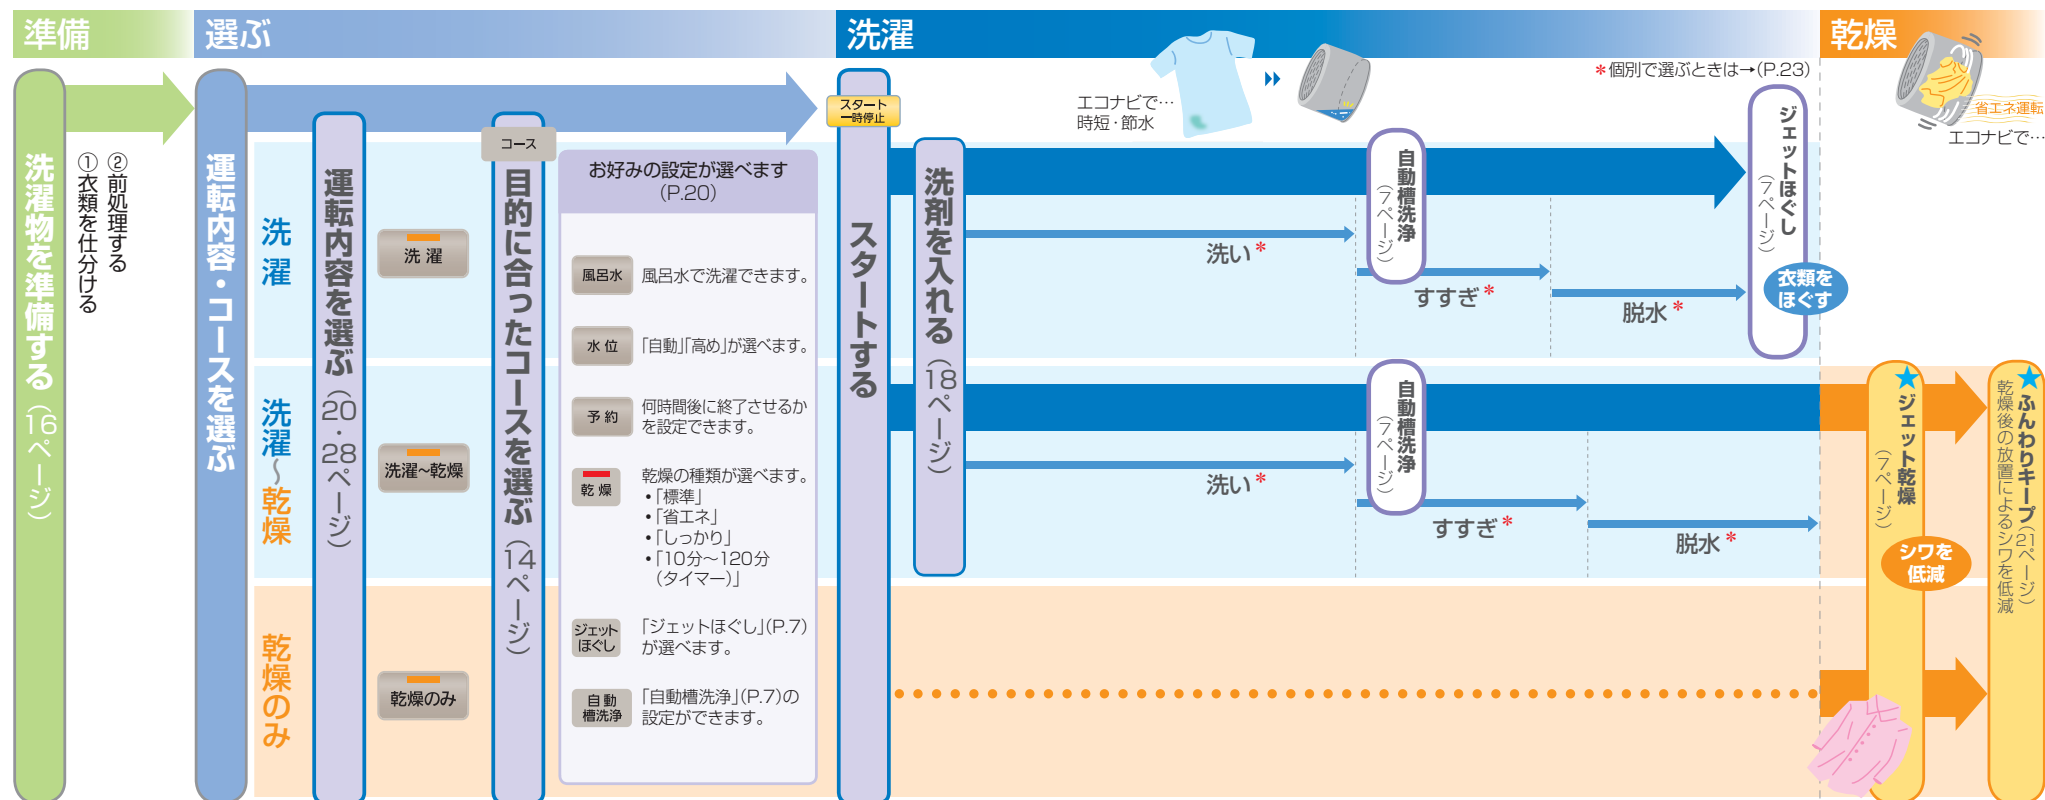 準備
選ぶ
洗濯
乾燥
洗濯物を準備する(16ページ)
①衣類を仕分ける
②前処理する
運転内容・コースを選ぶ
洗濯
洗濯～乾燥
乾燥のみ
運転内容を選ぶ(20・28ページ)
洗濯
洗濯～乾燥
乾燥のみ
コース
目的に合ったコースを選ぶ(14ページ)
お好みの設定が選べます
(P.20)
風呂水
風呂水で洗濯できます。
水位
「自動」「高め」が選べます。
予約
何時間後に終了させるか
を設定できます。
乾燥
乾燥の種類が選べます。
•「標準」
•「省エネ」
•「しっかり」
•「10分～120分
(タイマー)」
ジェット
ほぐし
「ジェットほぐし」(P.7)
が選べます。
自動
槽洗浄
「自動槽洗浄」(P.7)の
設定ができます。
スタート
一時停止
スタートする
洗剤を入れる(18ページ)
エコナビで…
時短・節水
*個別で選ぶときは→(P.23)
洗い*
自動槽洗浄
(7ページ)
すすぎ*
脱水*
ジェットほぐし
(7ページ)
衣類を
ほぐす
洗い*
自動槽洗浄
(7ページ)
すすぎ*
脱水*
省エネ運転
エコナビで…
★ジェット乾燥
(7ページ)
シワを
低減
★ふんわりキープ(21ページ)
乾燥後の放置によるシワを低減